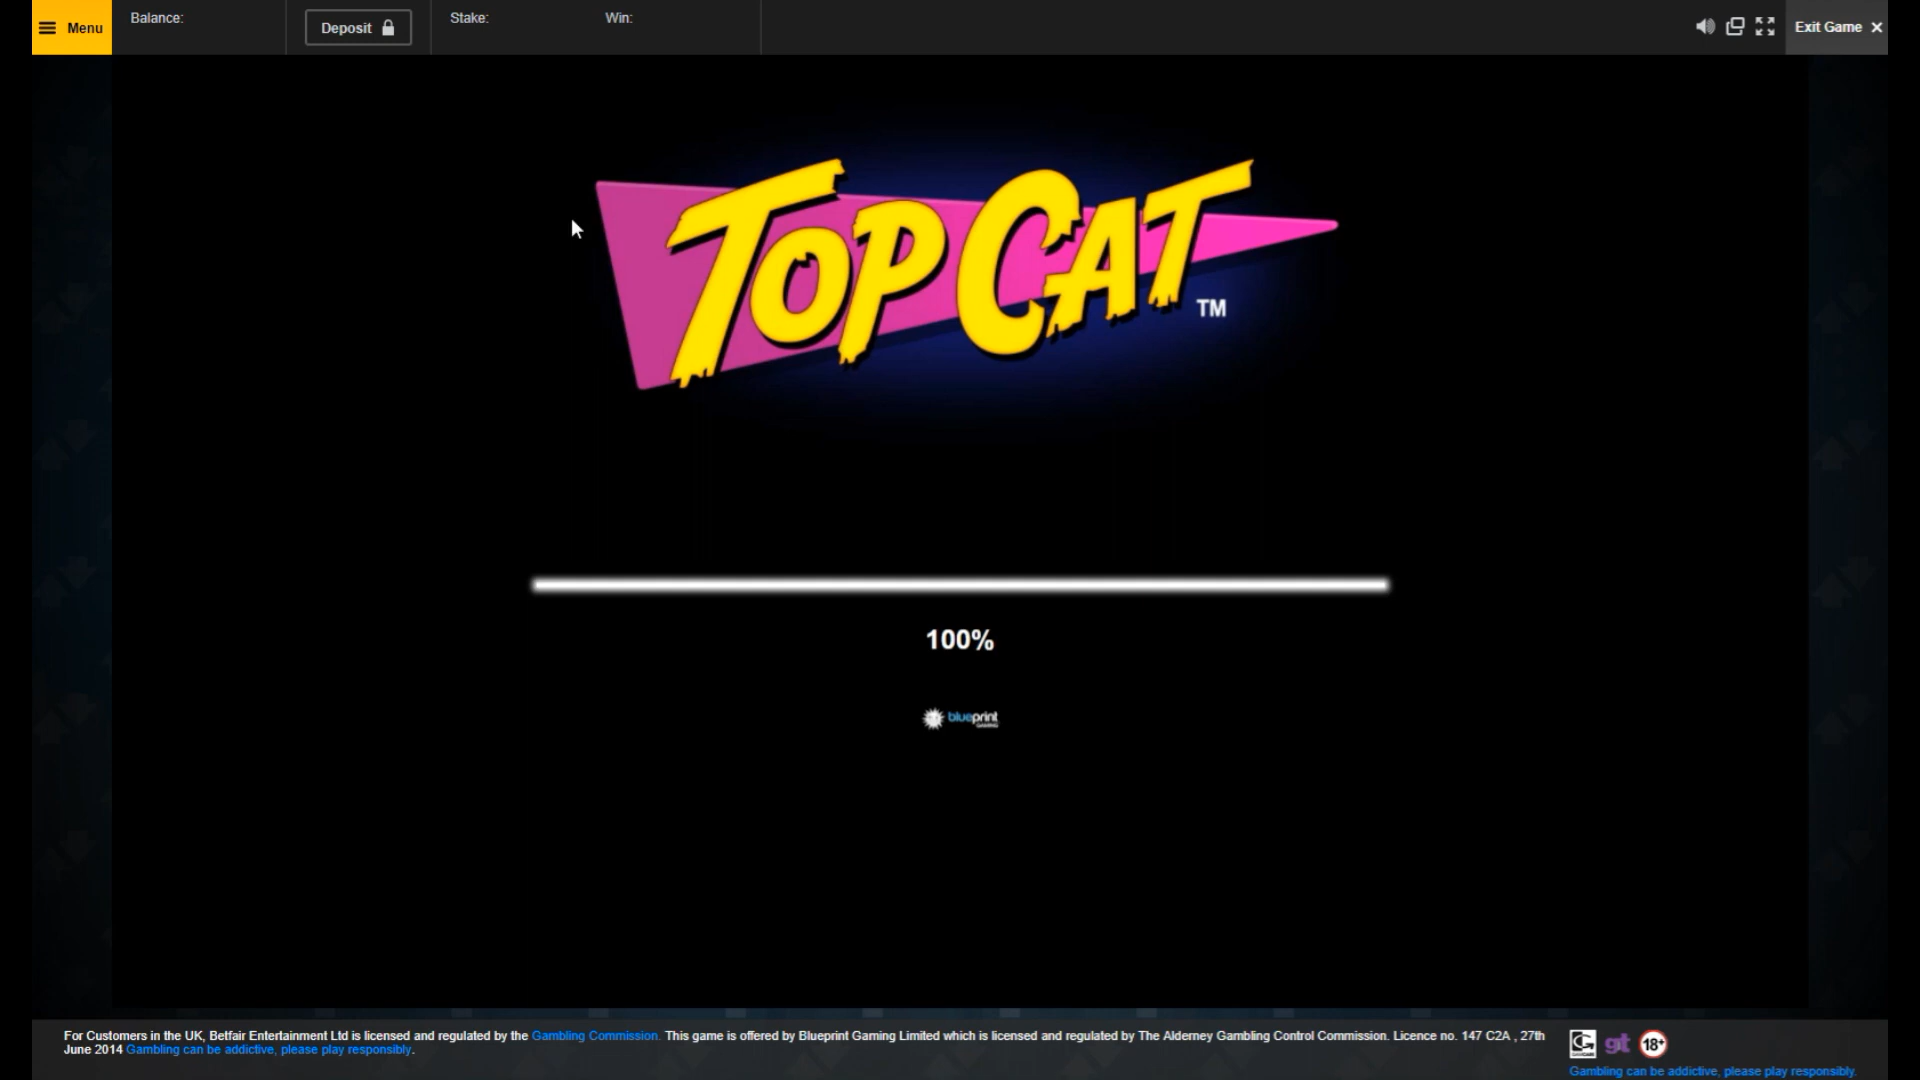 Menu
Balance:
Deposit
Stake:
Win:
Exit Game
TOP CAT
TM
100%
blueprint
GAMING
For Customers in the UK, Betfair Entertainment Ltd is licensed and regulated by the Gambling Commission. This game is offered by Blueprint Gaming Limited which is licensed and regulated by The Alderney Gambling Control Commission. Licence no. 147 C2A , 27th
June 2014 Gambling can be addictive, please play responsibly.
gt
18+
Gambling can be addictive, please play responsibly.